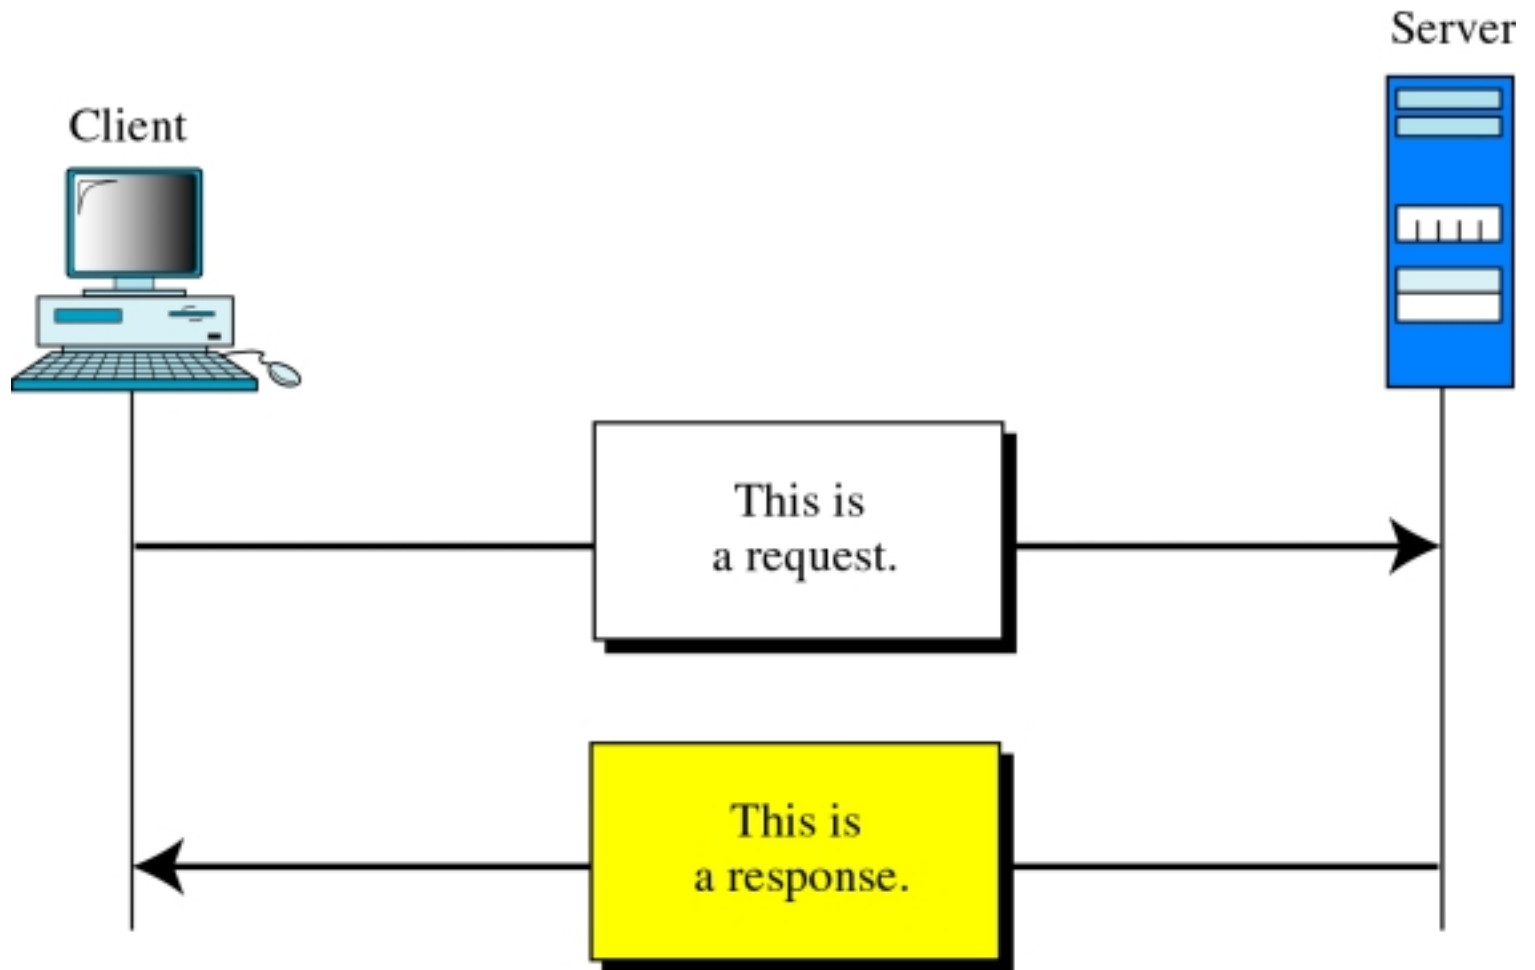 Server
Client
This is
a request.
This is
a response.